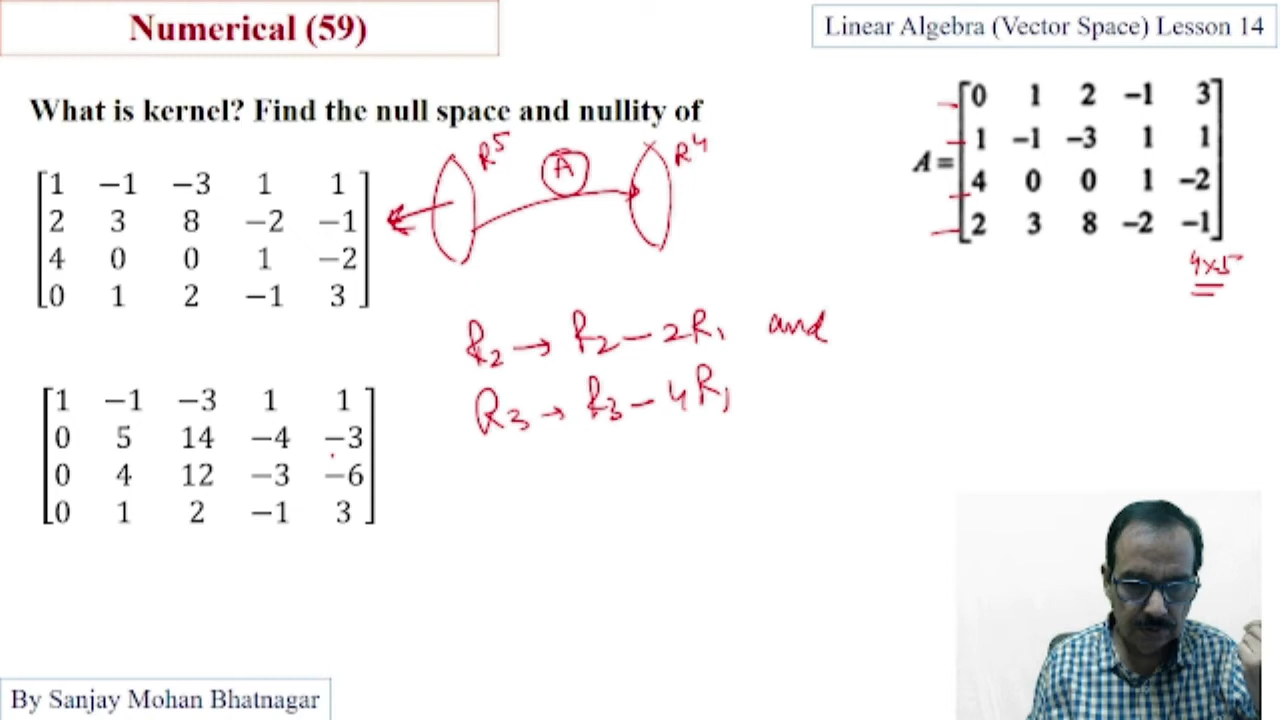 Numerical (59)
Linear Algebra (Vector Space) Lesson 14
What is kernel? Find the null space and nullity of
A = 0 1 2 −1 3
1 −1 −3 1 1
4 0 0 1 −2
2 3 8 −2 −1
4×5
1 −1 −3 1 1
2 3 8 −2 −1
4 0 0 1 −2
0 1 2 −1 3
R⁵ A R⁴
R₂ → R₂ − 2R₁ and
R₃ → R₃ − 4R₁
1 −1 −3 1 1
0 5 14 −4 −3
0 4 12 −3 −6
0 1 2 −1 3
By Sanjay Mohan Bhatnagar